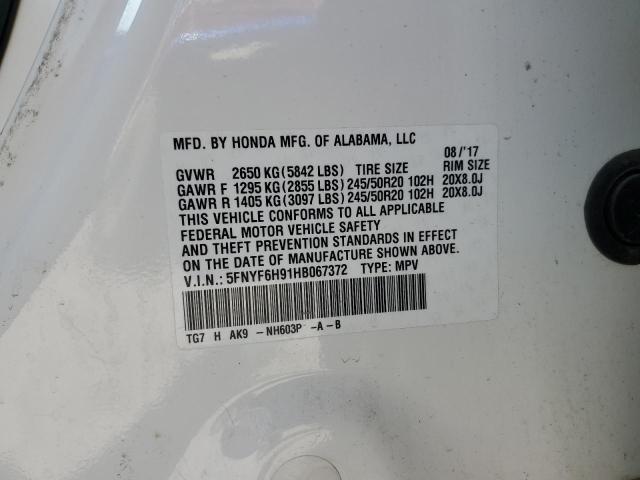 MFD. BY HONDA MFG. OF ALABAMA, LLC
08/'17
GVWR 2650 KG(5842 LBS) TIRE SIZE RIM SIZE
GAWR F 1295 KG(2855 LBS)245/50R20 102H 20X8.0J
GAWR R 1405 KG(3097 LBS)245/50R20 102H 20X8.0J
THIS VEHICLE CONFORMS TO ALL APPLICABLE
FEDERAL MOTOR VEHICLE SAFETY
AND THEFT PREVENTION STANDARDS IN EFFECT
ON THE DATE OF MANUFACTURE SHOWN ABOVE.
V.I.N.: 5FNYF6H91HB067372 TYPE: MPV
TG7 H AK9 -NH603P -A-B